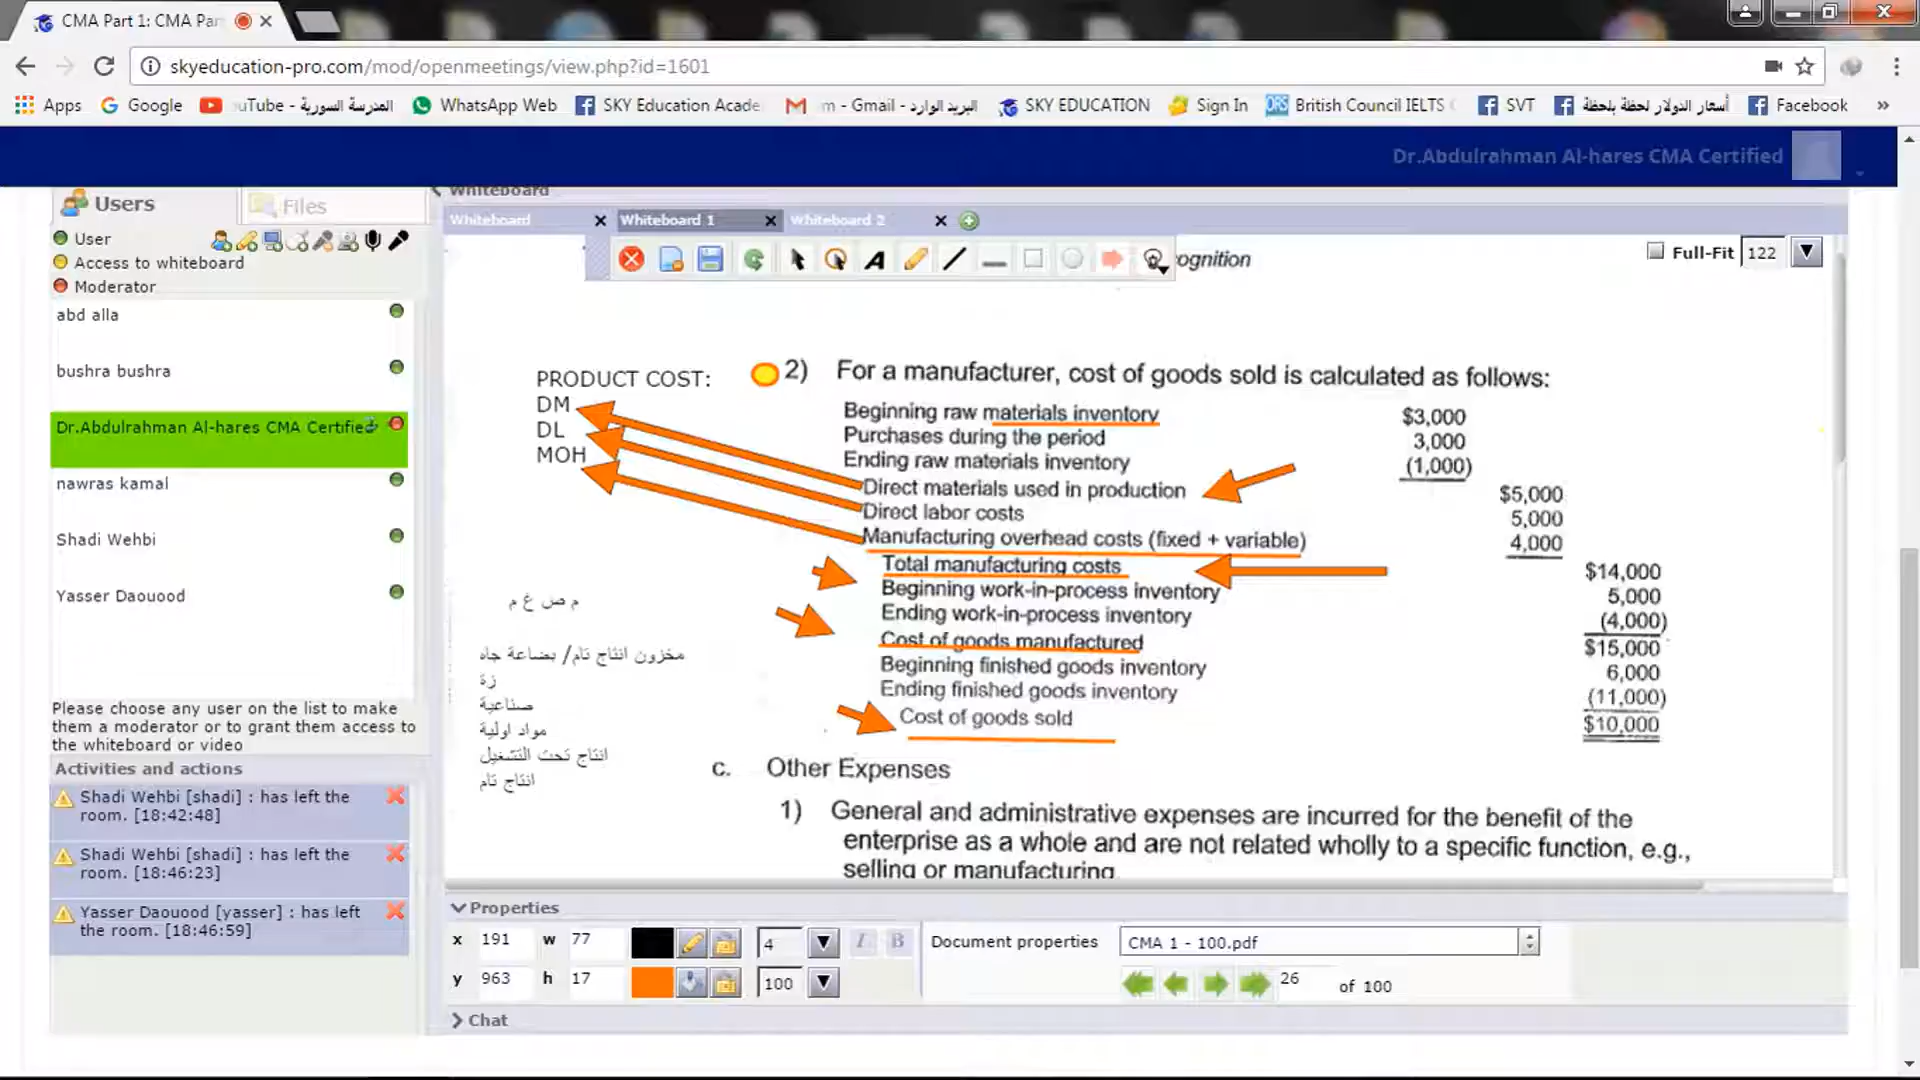 CMA Part 1: CMA Par
skyeducation-pro.com/mod/openmeetings/view.php?id=1601
Apps
Google
uTube - المدرسة السورية
WhatsApp Web
SKY Education Acade
m - Gmail - البريد الوارد
SKY EDUCATION
Sign In
British Council IELTS
SVT
أسعار الدولار لحظة بلحظة
Facebook
»
Dr.Abdulrahman Al-hares CMA Certified
Users
Files
User
Access to whiteboard
Moderator
abd alla
bushra bushra
Dr.Abdulrahman Al-hares CMA Certified
nawras kamal
Shadi Wehbi
Yasser Daouood
Please choose any user on the list to make
them a moderator or to grant them access to
the whiteboard or video
Activities and actions
Shadi Wehbi [shadi] : has left the
room. [18:42:48]
Shadi Wehbi [shadi] : has left the
room. [18:46:23]
Yasser Daouood [yasser] : has left
the room. [18:46:59]
Whiteboard
Whiteboard
Whiteboard 1
Whiteboard 2
ognition
Full-Fit 122
PRODUCT COST:
DM
DL
MOH
م ص غ م
مخزون انتاج تام/ بضاعة جاه
زة
صناعية
مواد اولية
انتاج تحت التشغيل
انتاج تام
2) For a manufacturer, cost of goods sold is calculated as follows:
Beginning raw materials inventory $3,000
Purchases during the period 3,000
Ending raw materials inventory (1,000)
Direct materials used in production $5,000
Direct labor costs 5,000
Manufacturing overhead costs (fixed + variable) 4,000
Total manufacturing costs $14,000
Beginning work-in-process inventory 5,000
Ending work-in-process inventory (4,000)
Cost of goods manufactured $15,000
Beginning finished goods inventory 6,000
Ending finished goods inventory (11,000)
Cost of goods sold $10,000
c. Other Expenses
1) General and administrative expenses are incurred for the benefit of the
enterprise as a whole and are not related wholly to a specific function, e.g.,
selling or manufacturing.
Properties
x 191 w 77 4 I B Document properties CMA 1 - 100.pdf
y 963 h 17 100 26 of 100
Chat